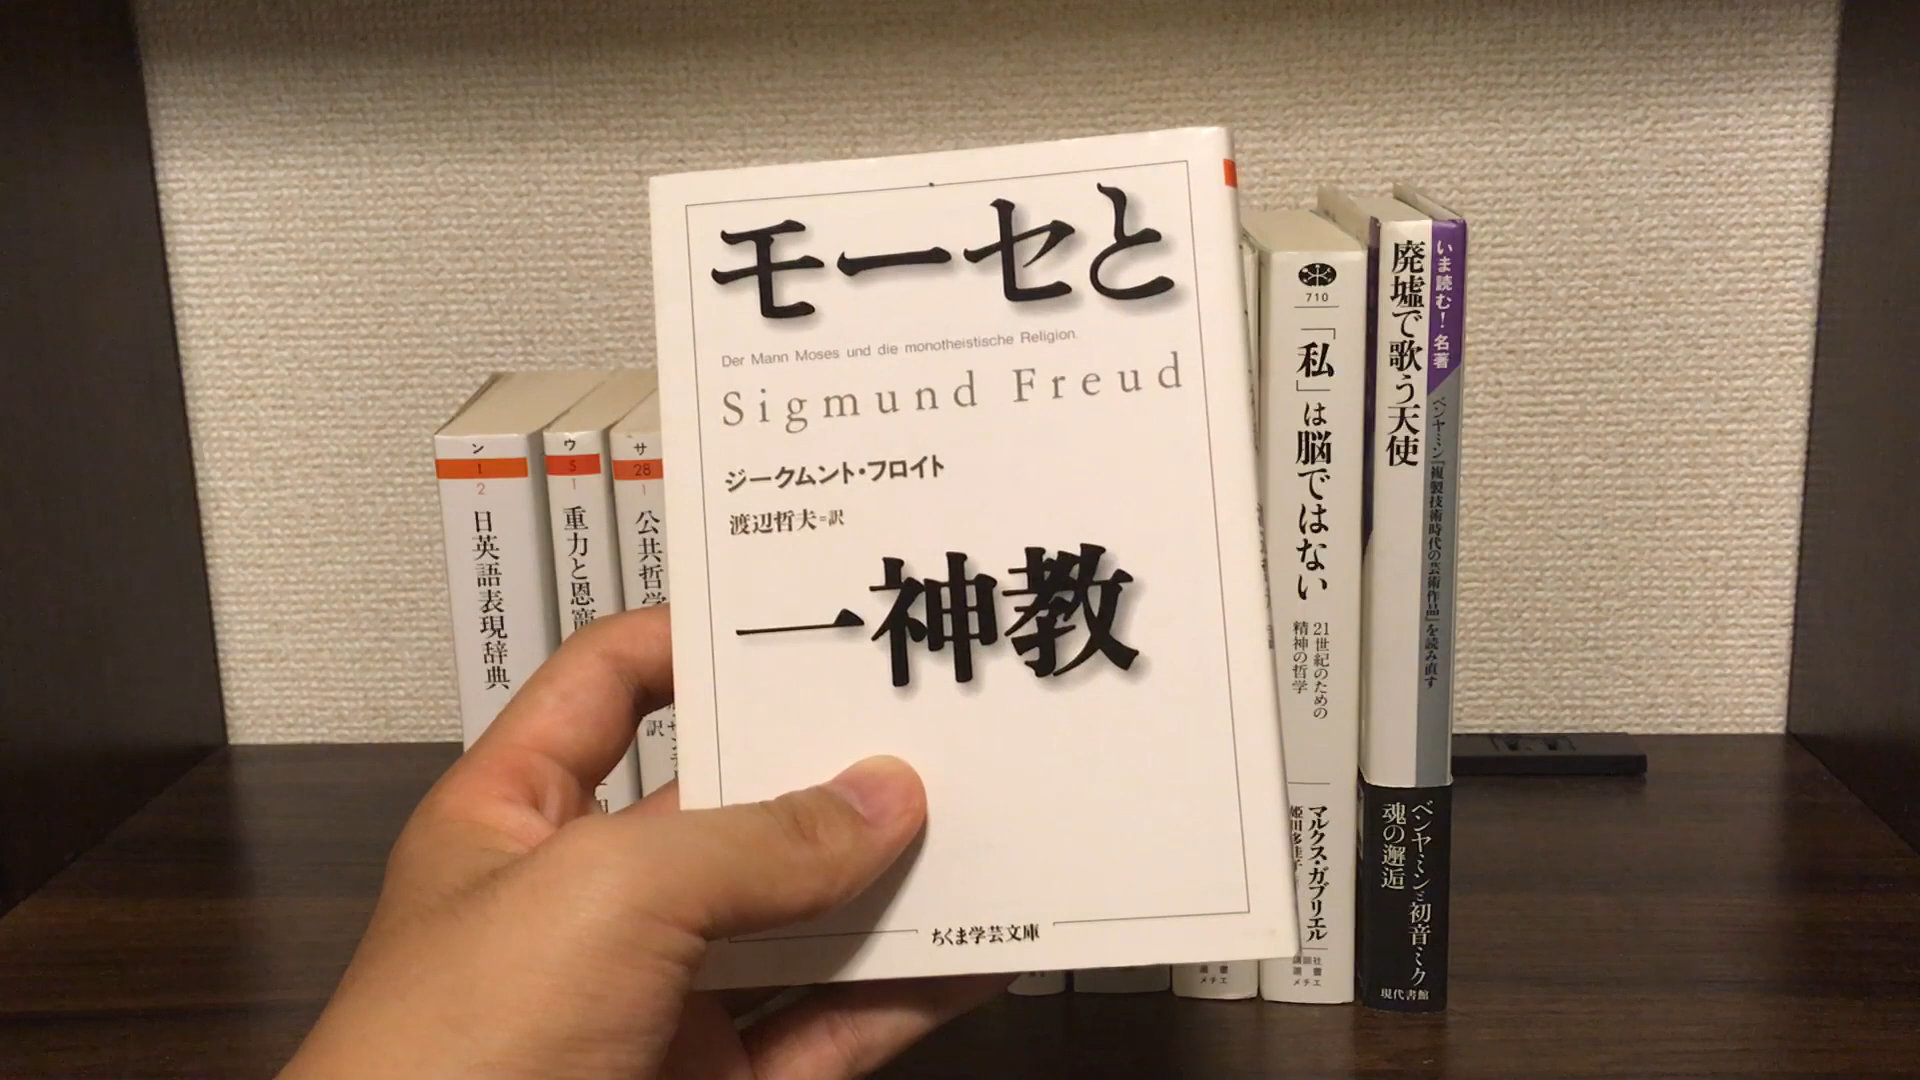 モーセと
Der Mann Moses und die monotheistische Religion.
Sigmund Freud
ジークムント・フロイト
渡辺哲夫=訳
一神教
ちくま学芸文庫
ン
1
2
日英語表現辞典
ウ
5
1
重力と恩寵
サ
28
1
公共哲学
訳
710
「私」は脳ではない
21世紀のための
精神の哲学
マルクス・ガブリエル
姫田多佳子
講談社
選書
メチエ
選書
メチエ
いま読む!名著
廃墟で歌う天使
ベンヤミン『複製技術時代の芸術作品』を読み直す
ベンヤミンと初音ミク
魂の邂逅
現代書館